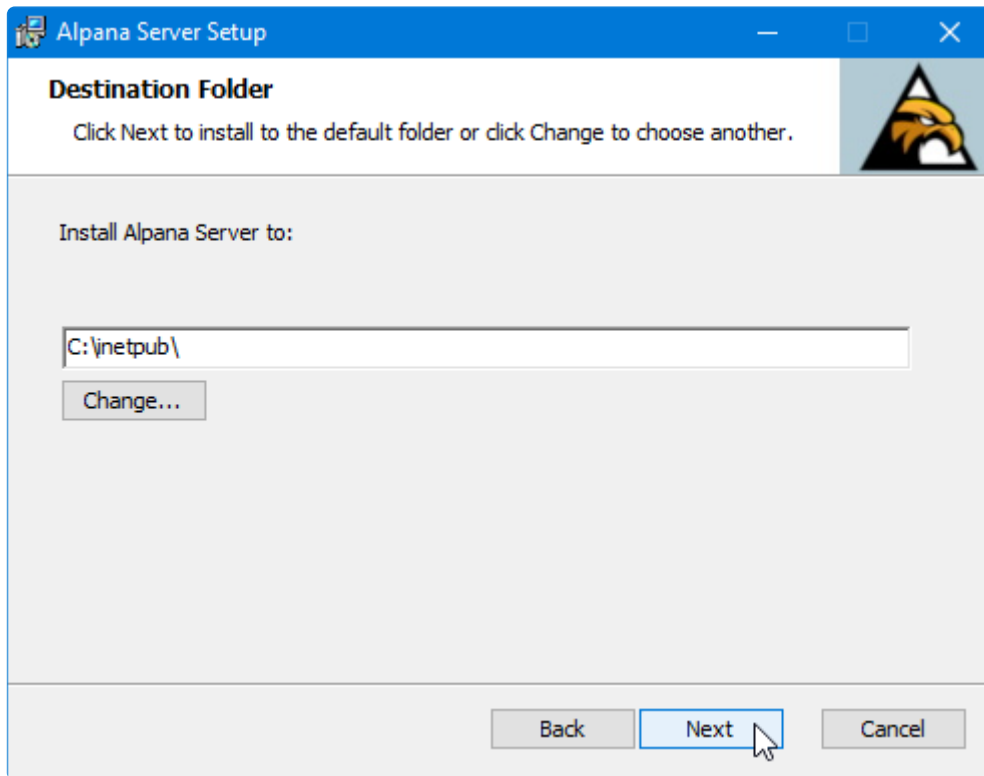 Alpana Server Setup
Destination Folder
Click Next to install to the default folder or click Change to choose another.
Install Alpana Server to:
C:\inetpub\
Change...
Back Next Cancel